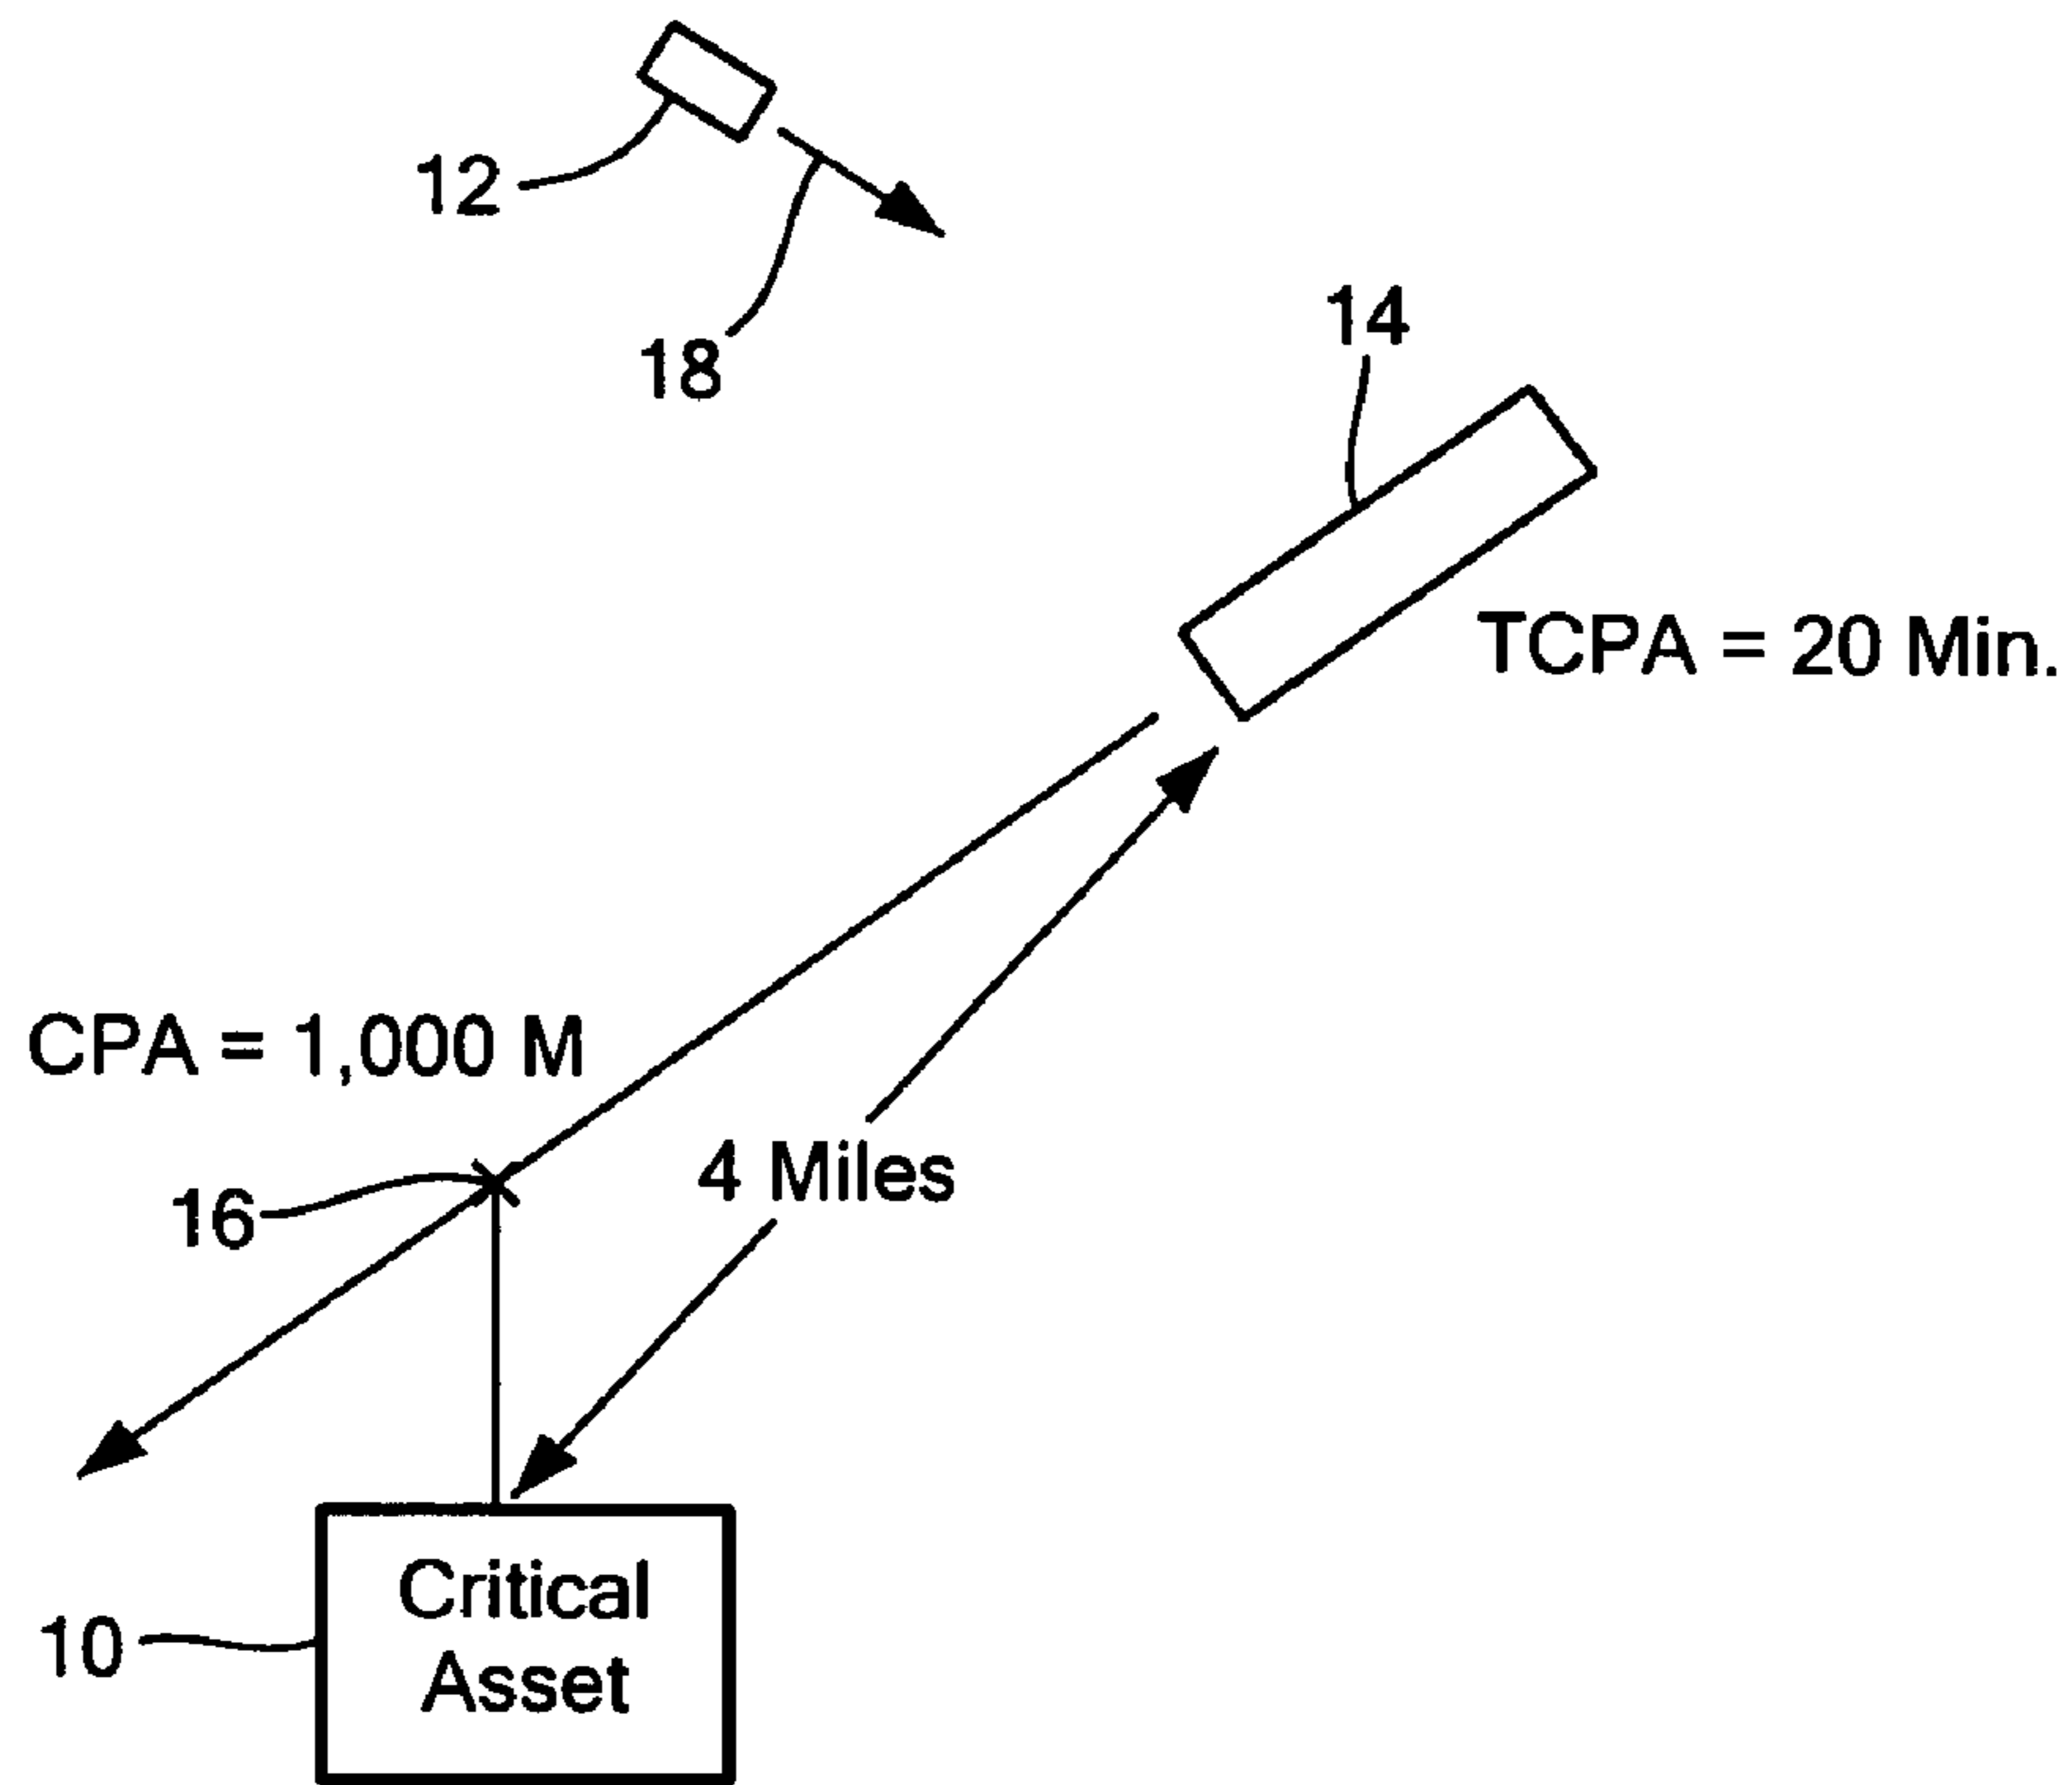 12
18
14
TCPA = 20 Min.
CPA = 1,000 M
4 Miles
16
Critical
Asset
10